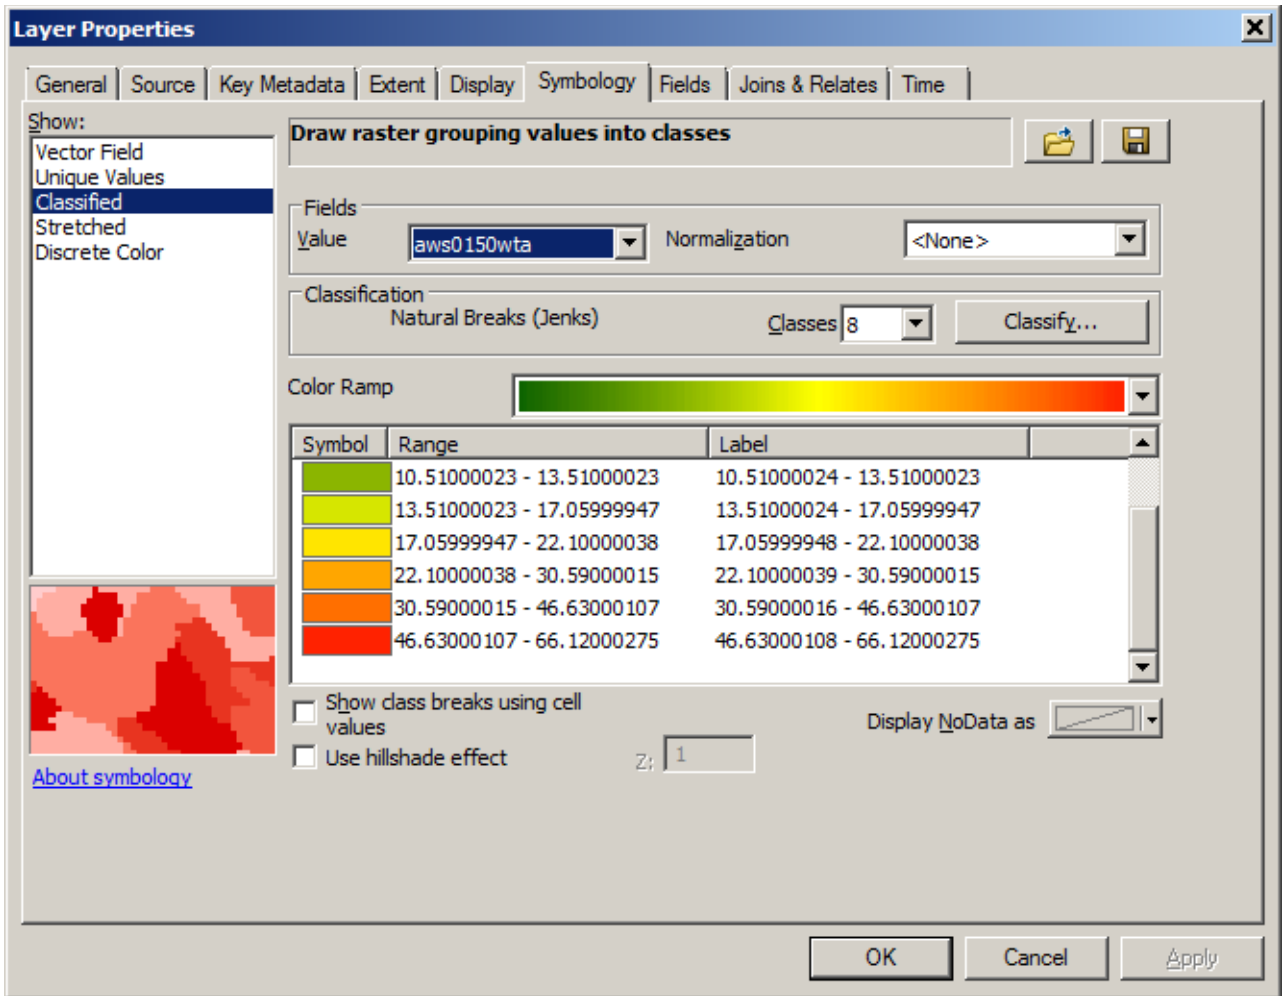 Layer Properties
General Source Key Metadata Extent Display Symbology Fields Joins & Relates Time
Show:
Vector Field
Unique Values
Classified
Stretched
Discrete Color
About symbology
Draw raster grouping values into classes
Fields
Value aws0150wta Normalization <None>
Classification
Natural Breaks (Jenks) Classes 8 Classify...
Color Ramp
Symbol Range Label
10.51000023 - 13.51000023 10.51000024 - 13.51000023
13.51000023 - 17.05999947 13.51000024 - 17.05999947
17.05999947 - 22.10000038 17.05999948 - 22.10000038
22.10000038 - 30.59000015 22.10000039 - 30.59000015
30.59000015 - 46.63000107 30.59000016 - 46.63000107
46.63000107 - 66.12000275 46.63000108 - 66.12000275
Show class breaks using cell
values
Display NoData as
Use hillshade effect Z: 1
OK Cancel Apply